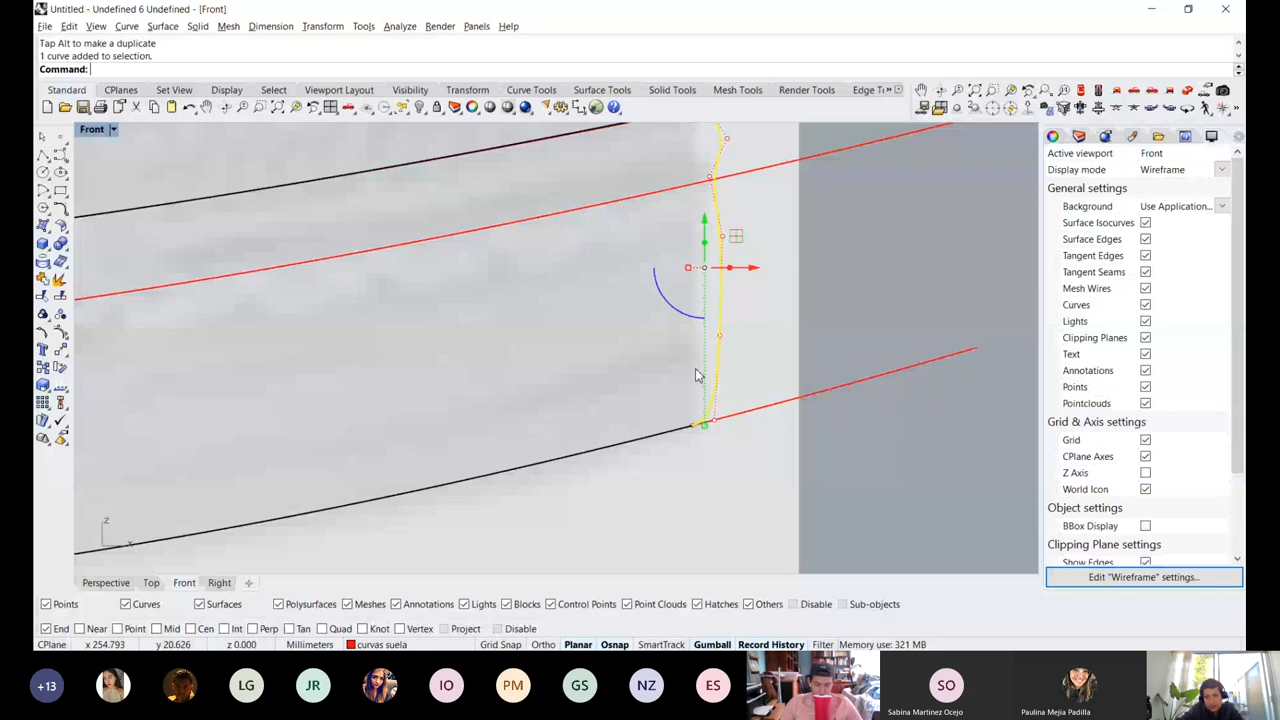 Untitled - Undefined 6 Undefined - [Front]
File Edit View Curve Surface Solid Mesh Dimension Transform Tools Analyze Render Panels Help
Tap Alt to make a duplicate
1 curve added to selection.
Command:
Standard CPlanes Set View Display Select Viewport Layout Visibility Transform Curve Tools Surface Tools Solid Tools Mesh Tools Render Tools Edge T
Front
Active viewport Front
Display mode Wireframe
General settings
Background Use Application...
Surface Isocurves
Surface Edges
Tangent Edges
Tangent Seams
Mesh Wires
Curves
Lights
Clipping Planes
Text
Annotations
Points
Pointclouds
Grid & Axis settings
Grid
CPlane Axes
Z Axis
World Icon
Object settings
BBox Display
Clipping Plane settings
Show Edges
Edit "Wireframe" settings...
z
x
Perspective Top Front Right
Points Curves Surfaces Polysurfaces Meshes Annotations Lights Blocks Control Points Point Clouds Hatches Others Disable Sub-objects
End Near Point Mid Cen Int Perp Tan Quad Knot Vertex Project Disable
CPlane x 254.793 y 20.626 z 0.000 Millimeters curvas suela Grid Snap Ortho Planar Osnap SmartTrack Gumball Record History Filter Memory use: 321 MB
+13 LG JR IO PM GS NZ ES SO
Sabina Martinez Ocejo Paulina Mejia Padilla